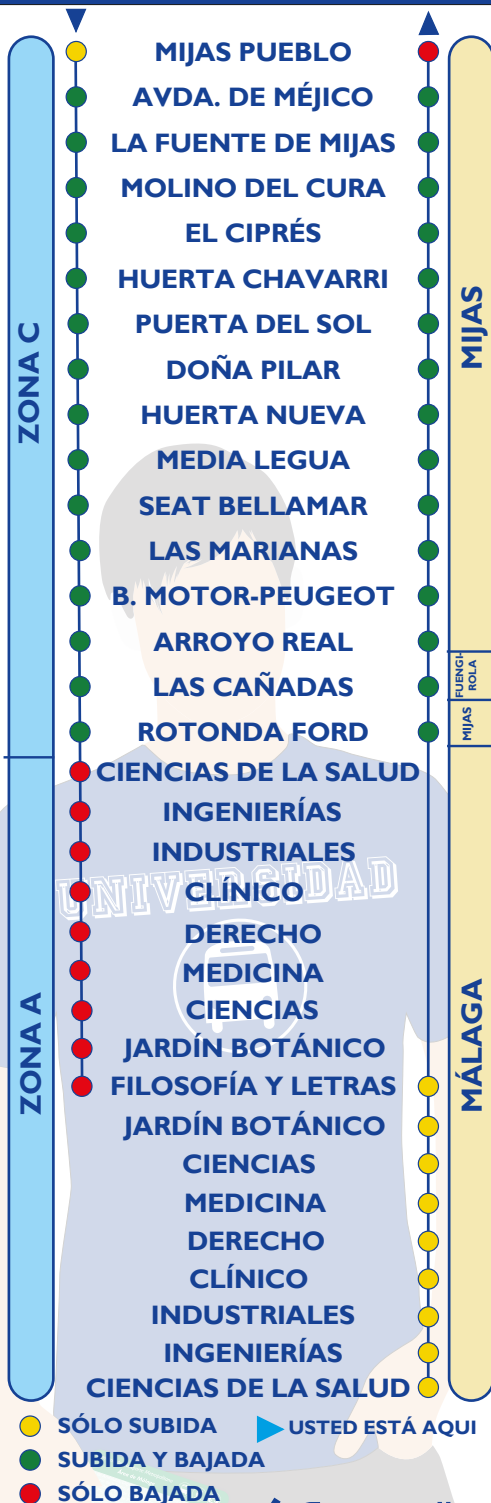 MIJAS PUEBLO
AVDA. DE MÉJICO
LA FUENTE DE MIJAS
MOLINO DEL CURA
EL CIPRÉS
HUERTA CHAVARRI
PUERTA DEL SOL
DOÑA PILAR
HUERTA NUEVA
MEDIA LEGUA
SEAT BELLAMAR
LAS MARIANAS
B. MOTOR-PEUGEOT
ARROYO REAL
LAS CAÑADAS
ROTONDA FORD
CIENCIAS DE LA SALUD
INGENIERÍAS
INDUSTRIALES
CLÍNICO
DERECHO
MEDICINA
CIENCIAS
JARDÍN BOTÁNICO
FILOSOFÍA Y LETRAS
JARDÍN BOTÁNICO
CIENCIAS
MEDICINA
DERECHO
CLÍNICO
INDUSTRIALES
INGENIERÍAS
CIENCIAS DE LA SALUD
ZONA C
ZONA A
MIJAS
FUENGI-
ROLA
MIJAS
MÁLAGA
UNIVERSIDAD
SÓLO SUBIDA
USTED ESTÁ AQUI
SUBIDA Y BAJADA
SÓLO BAJADA